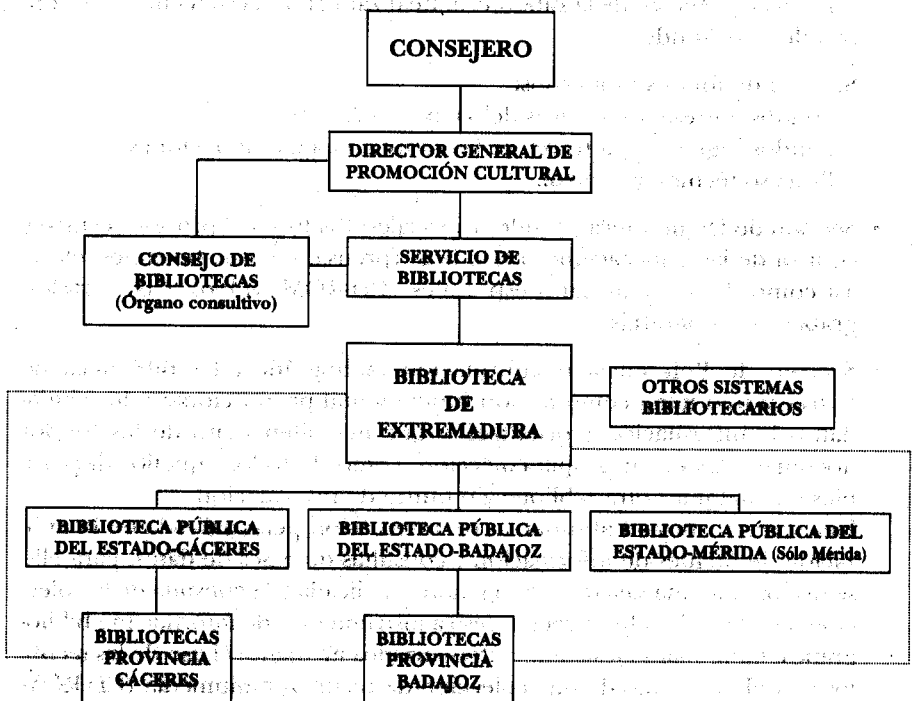 CONSEJERO
DIRECTOR GENERAL DE
PROMOCIÓN CULTURAL
CONSEJO DE
BIBLIOTECAS
(Órgano consultivo)
SERVICIO DE
BIBLIOTECAS
BIBLIOTECA
DE
EXTREMADURA
OTROS SISTEMAS
BIBLIOTECARIOS
BIBLIOTECA PÚBLICA
DEL ESTADO-CÁCERES
BIBLIOTECA PÚBLICA
DEL ESTADO-BADAJOZ
BIBLIOTECA PÚBLICA DEL
ESTADO-MÉRIDA (Sólo Mérida)
BIBLIOTECAS
PROVINCIA
CÁCERES
BIBLIOTECAS
PROVINCIA
BADAJOZ